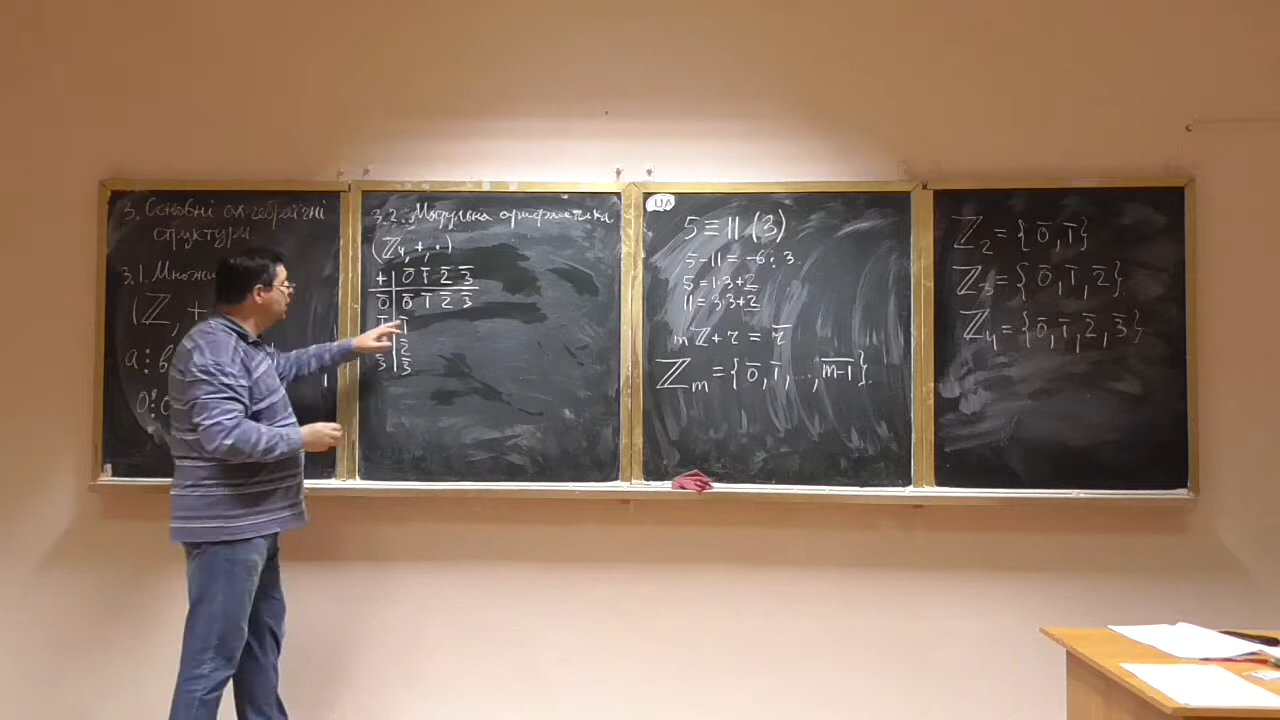 3. Основні алгебраїчні
структури.
3.1. Множи
(ℤ, +
a⋮b
0⋮
3.2. Модульна арифметика
(ℤ₄, +, ·)
+ | 0̅ 1̅ 2̅ 3̅
0̅ | 0̅ 1̅ 2̅ 3̅
1̅ | 1̅
2̅
3̅ | 3̅
UA
5 ≡ 11 (3)
5-11 = -6 ⋮ 3.
5 = 1·3+2
11 = 3·3+2
mℤ + r = r̅
ℤₘ = {0̅, 1̅, ..., m-1̅}.
ℤ₂ = {0̅, 1̅}
ℤ₃ = {0̅, 1̅, 2̅}
ℤ₄ = {0̅, 1̅, 2̅, 3̅}